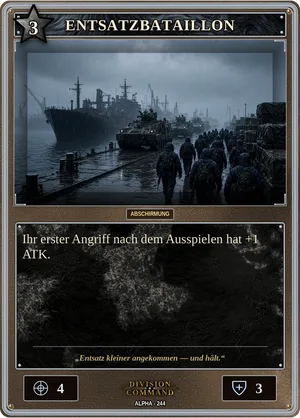 3
ENTSATZBATAILLON
ABSCHIRMUNG
Ihr erster Angriff nach dem Ausspielen hat +1
ATK.
„Entsatz kleiner angekommen — und hält.“
4
DIVISION
COMMAND
ALPHA - 244
3